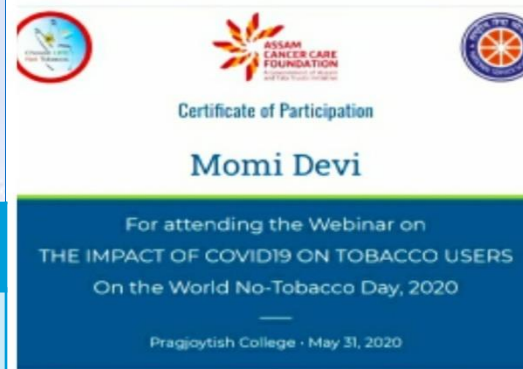 ASSAM
CANCER CARE
FOUNDATION
Certificate of Participation
Momi Devi
For attending the Webinar on
THE IMPACT OF COVID19 ON TOBACCO USERS
On the World No-Tobacco Day, 2020
Pragjoytish College · May 31, 2020